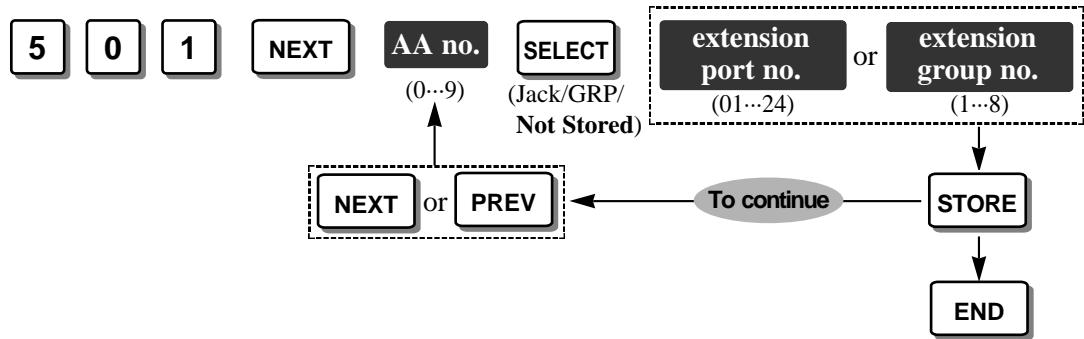 5 0 1 NEXT AA no. SELECT extension port no. or extension group no.
(0···9)
(Jack/GRP/
Not Stored)
(01···24)
(1···8)
NEXT or PREV
To continue
STORE
END